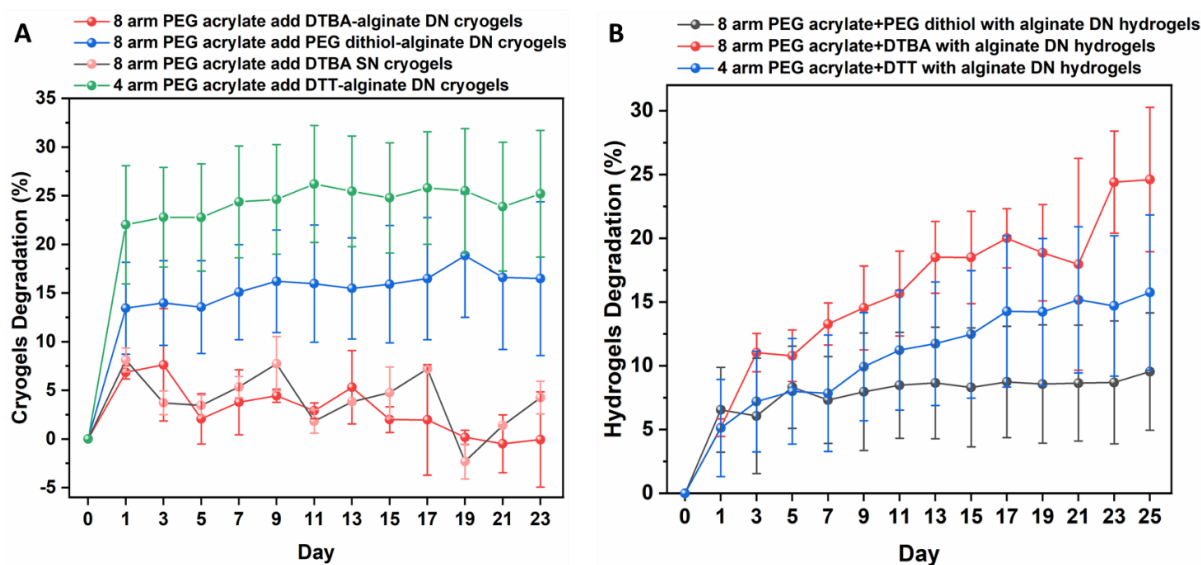 A
8 arm PEG acrylate add DTBA-alginate DN cryogels
8 arm PEG acrylate add PEG dithiol-alginate DN cryogels
8 arm PEG acrylate add DTBA SN cryogels
4 arm PEG acrylate add DTT-alginate DN cryogels
Cryogels Degradation (%)
35
30
25
20
15
10
5
0
-5
0 1 3 5 7 9 11 13 15 17 19 21 23
Day
B
8 arm PEG acrylate+PEG dithiol with alginate DN hydrogels
8 arm PEG acrylate+DTBA with alginate DN hydrogels
4 arm PEG acrylate+DTT with alginate DN hydrogels
Hydrogels Degradation (%)
30
25
20
15
10
5
0
0 1 3 5 7 9 11 13 15 17 19 21 23 25
Day